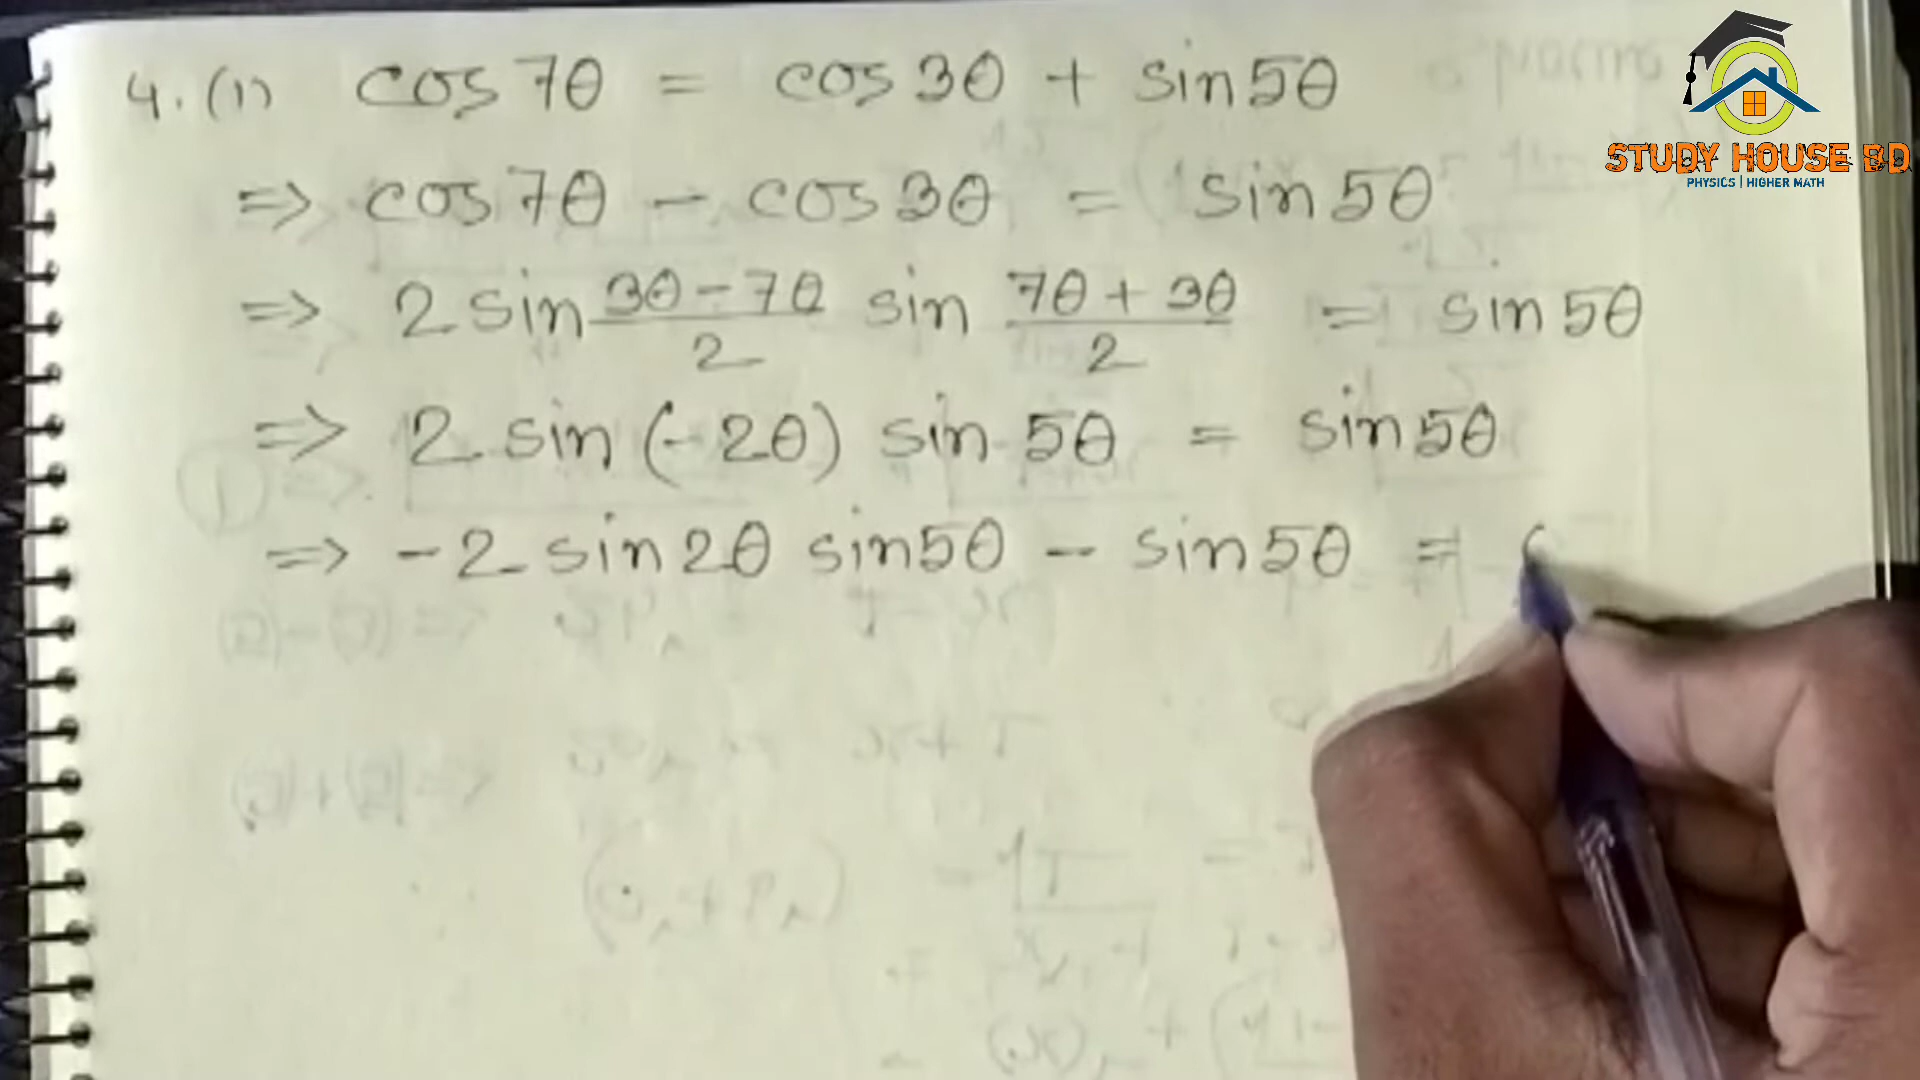 4. (1) cos 7θ = cos 3θ + sin 5θ
⇒ cos 7θ − cos 3θ = sin 5θ
⇒ 2 sin (3θ − 7θ)/2 sin (7θ + 3θ)/2 = sin 5θ
⇒ 2 sin (−2θ) sin 5θ = sin 5θ
⇒ −2 sin 2θ sin 5θ − sin 5θ =
STUDY HOUSE BD
PHYSICS | HIGHER MATH